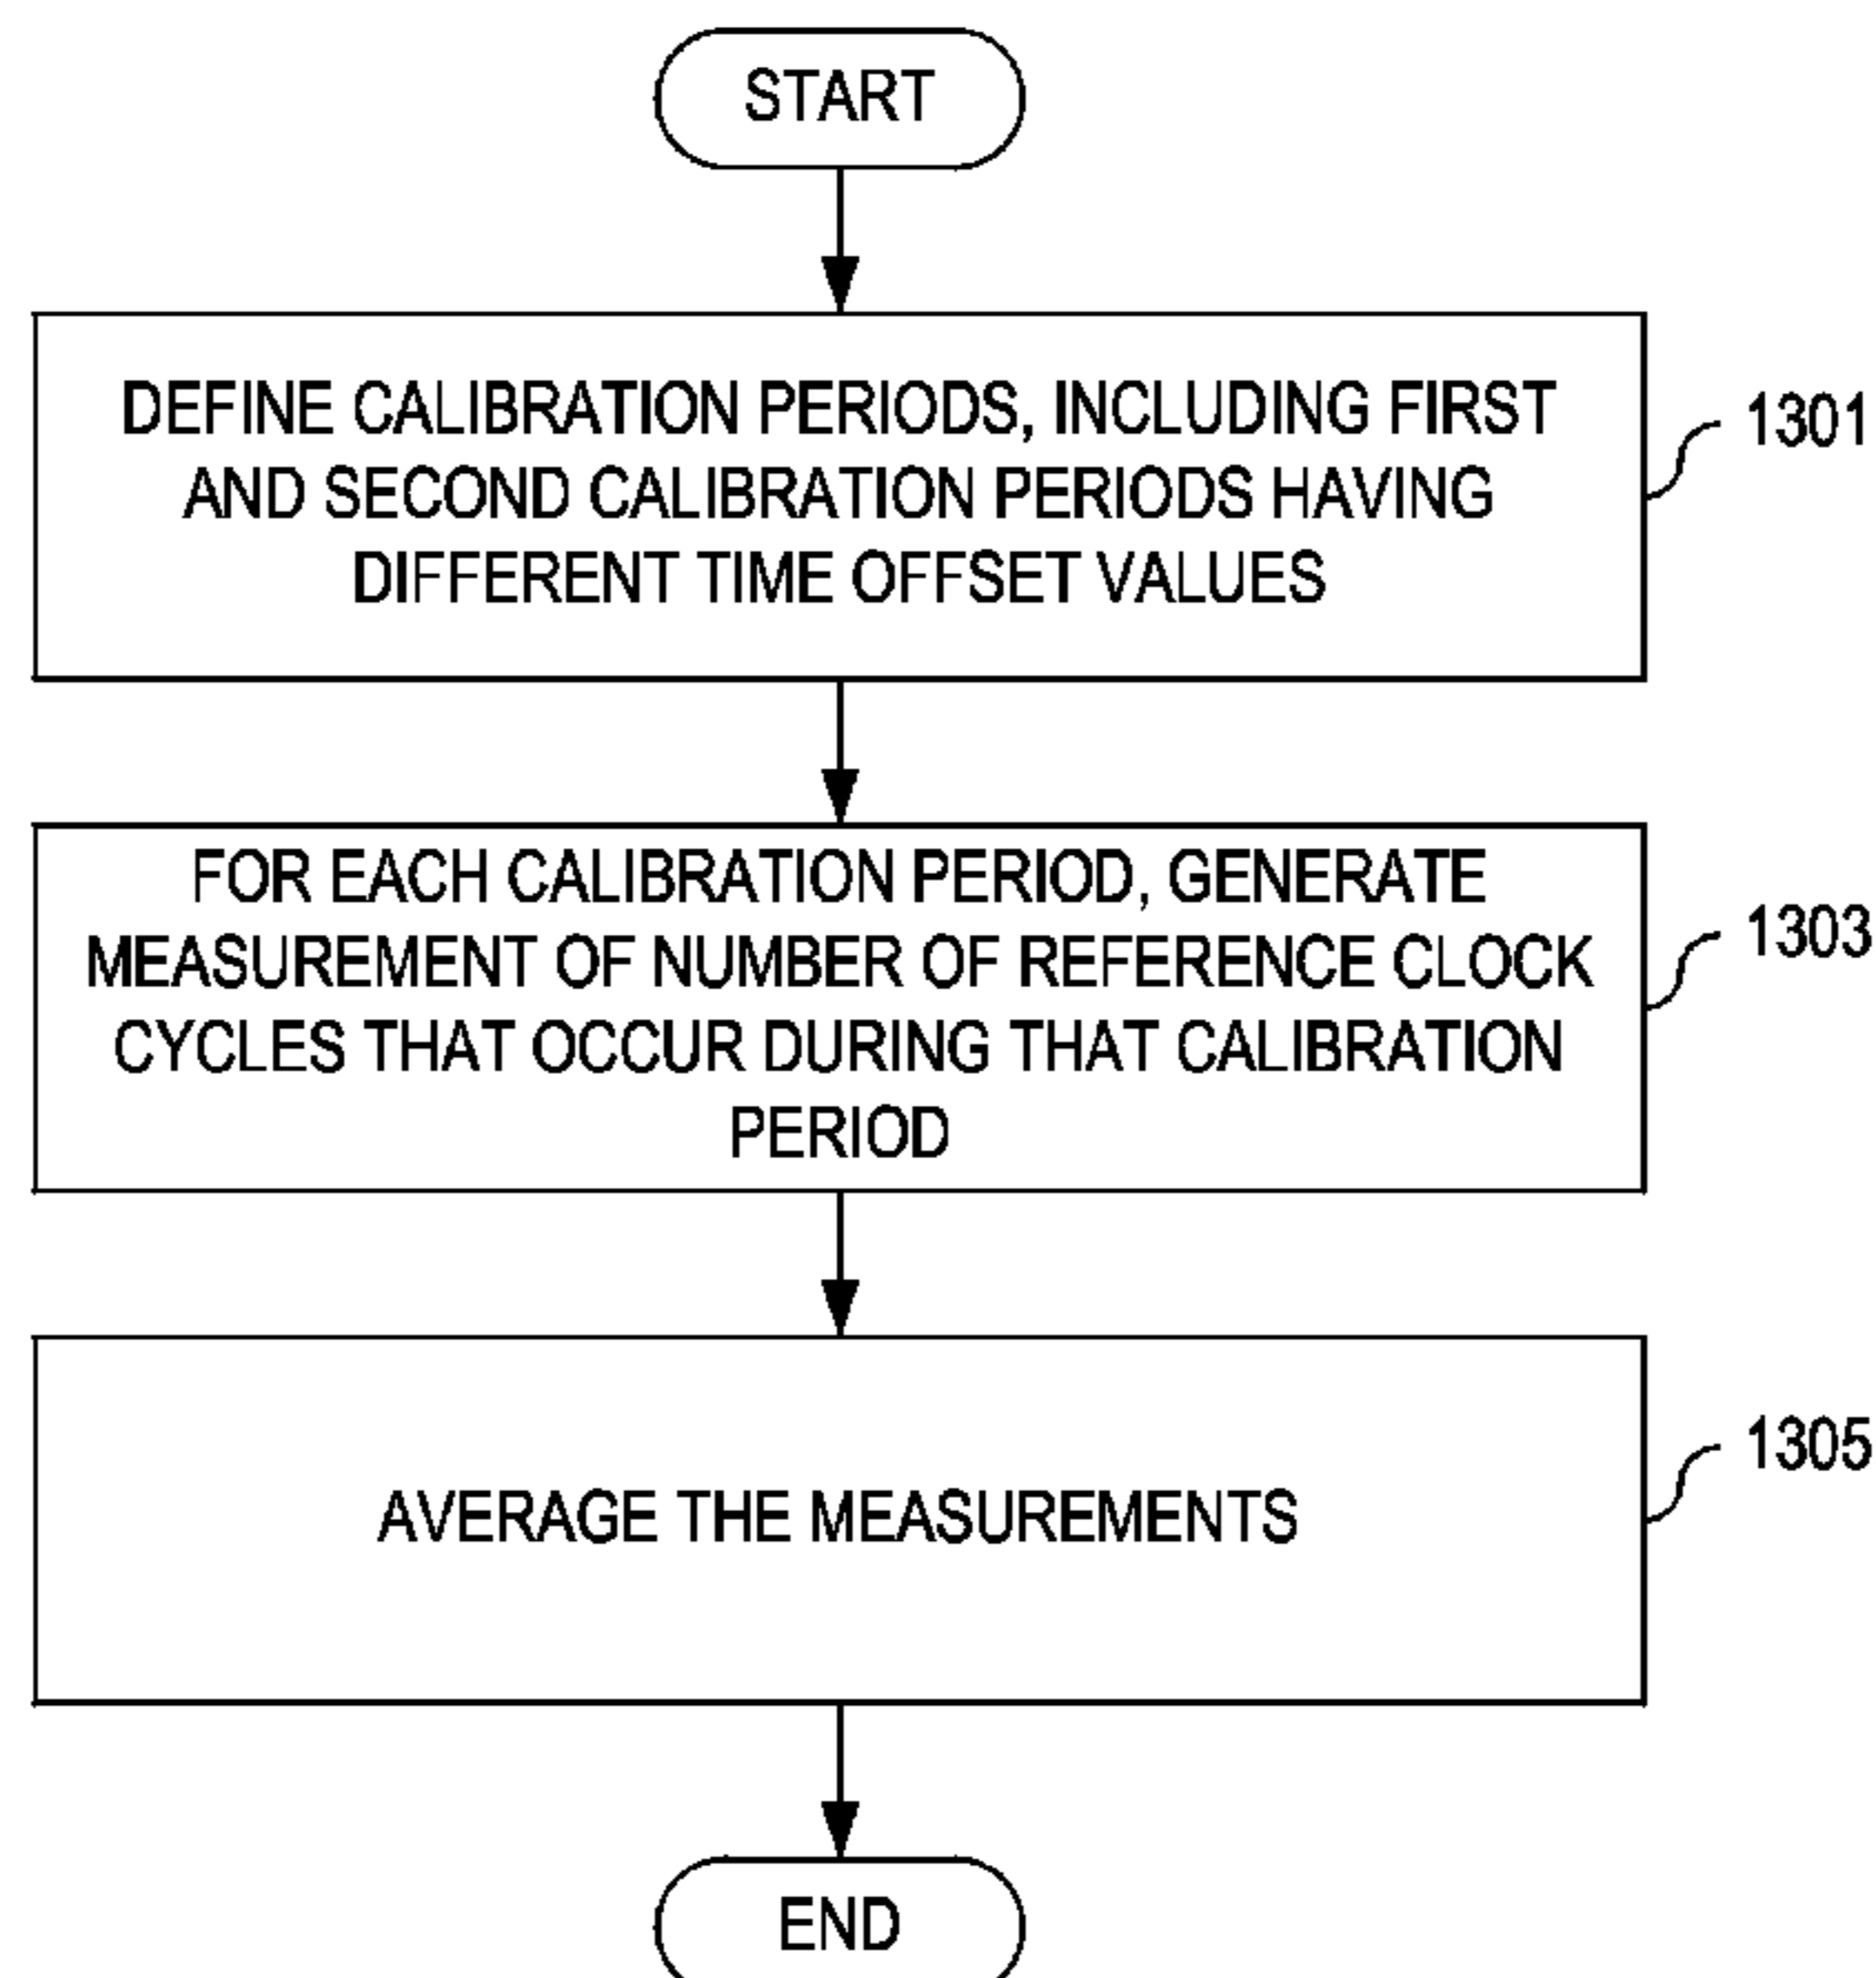 START
DEFINE CALIBRATION PERIODS, INCLUDING FIRST
AND SECOND CALIBRATION PERIODS HAVING
DIFFERENT TIME OFFSET VALUES
1301
FOR EACH CALIBRATION PERIOD, GENERATE
MEASUREMENT OF NUMBER OF REFERENCE CLOCK
CYCLES THAT OCCUR DURING THAT CALIBRATION
PERIOD
1303
AVERAGE THE MEASUREMENTS
1305
END